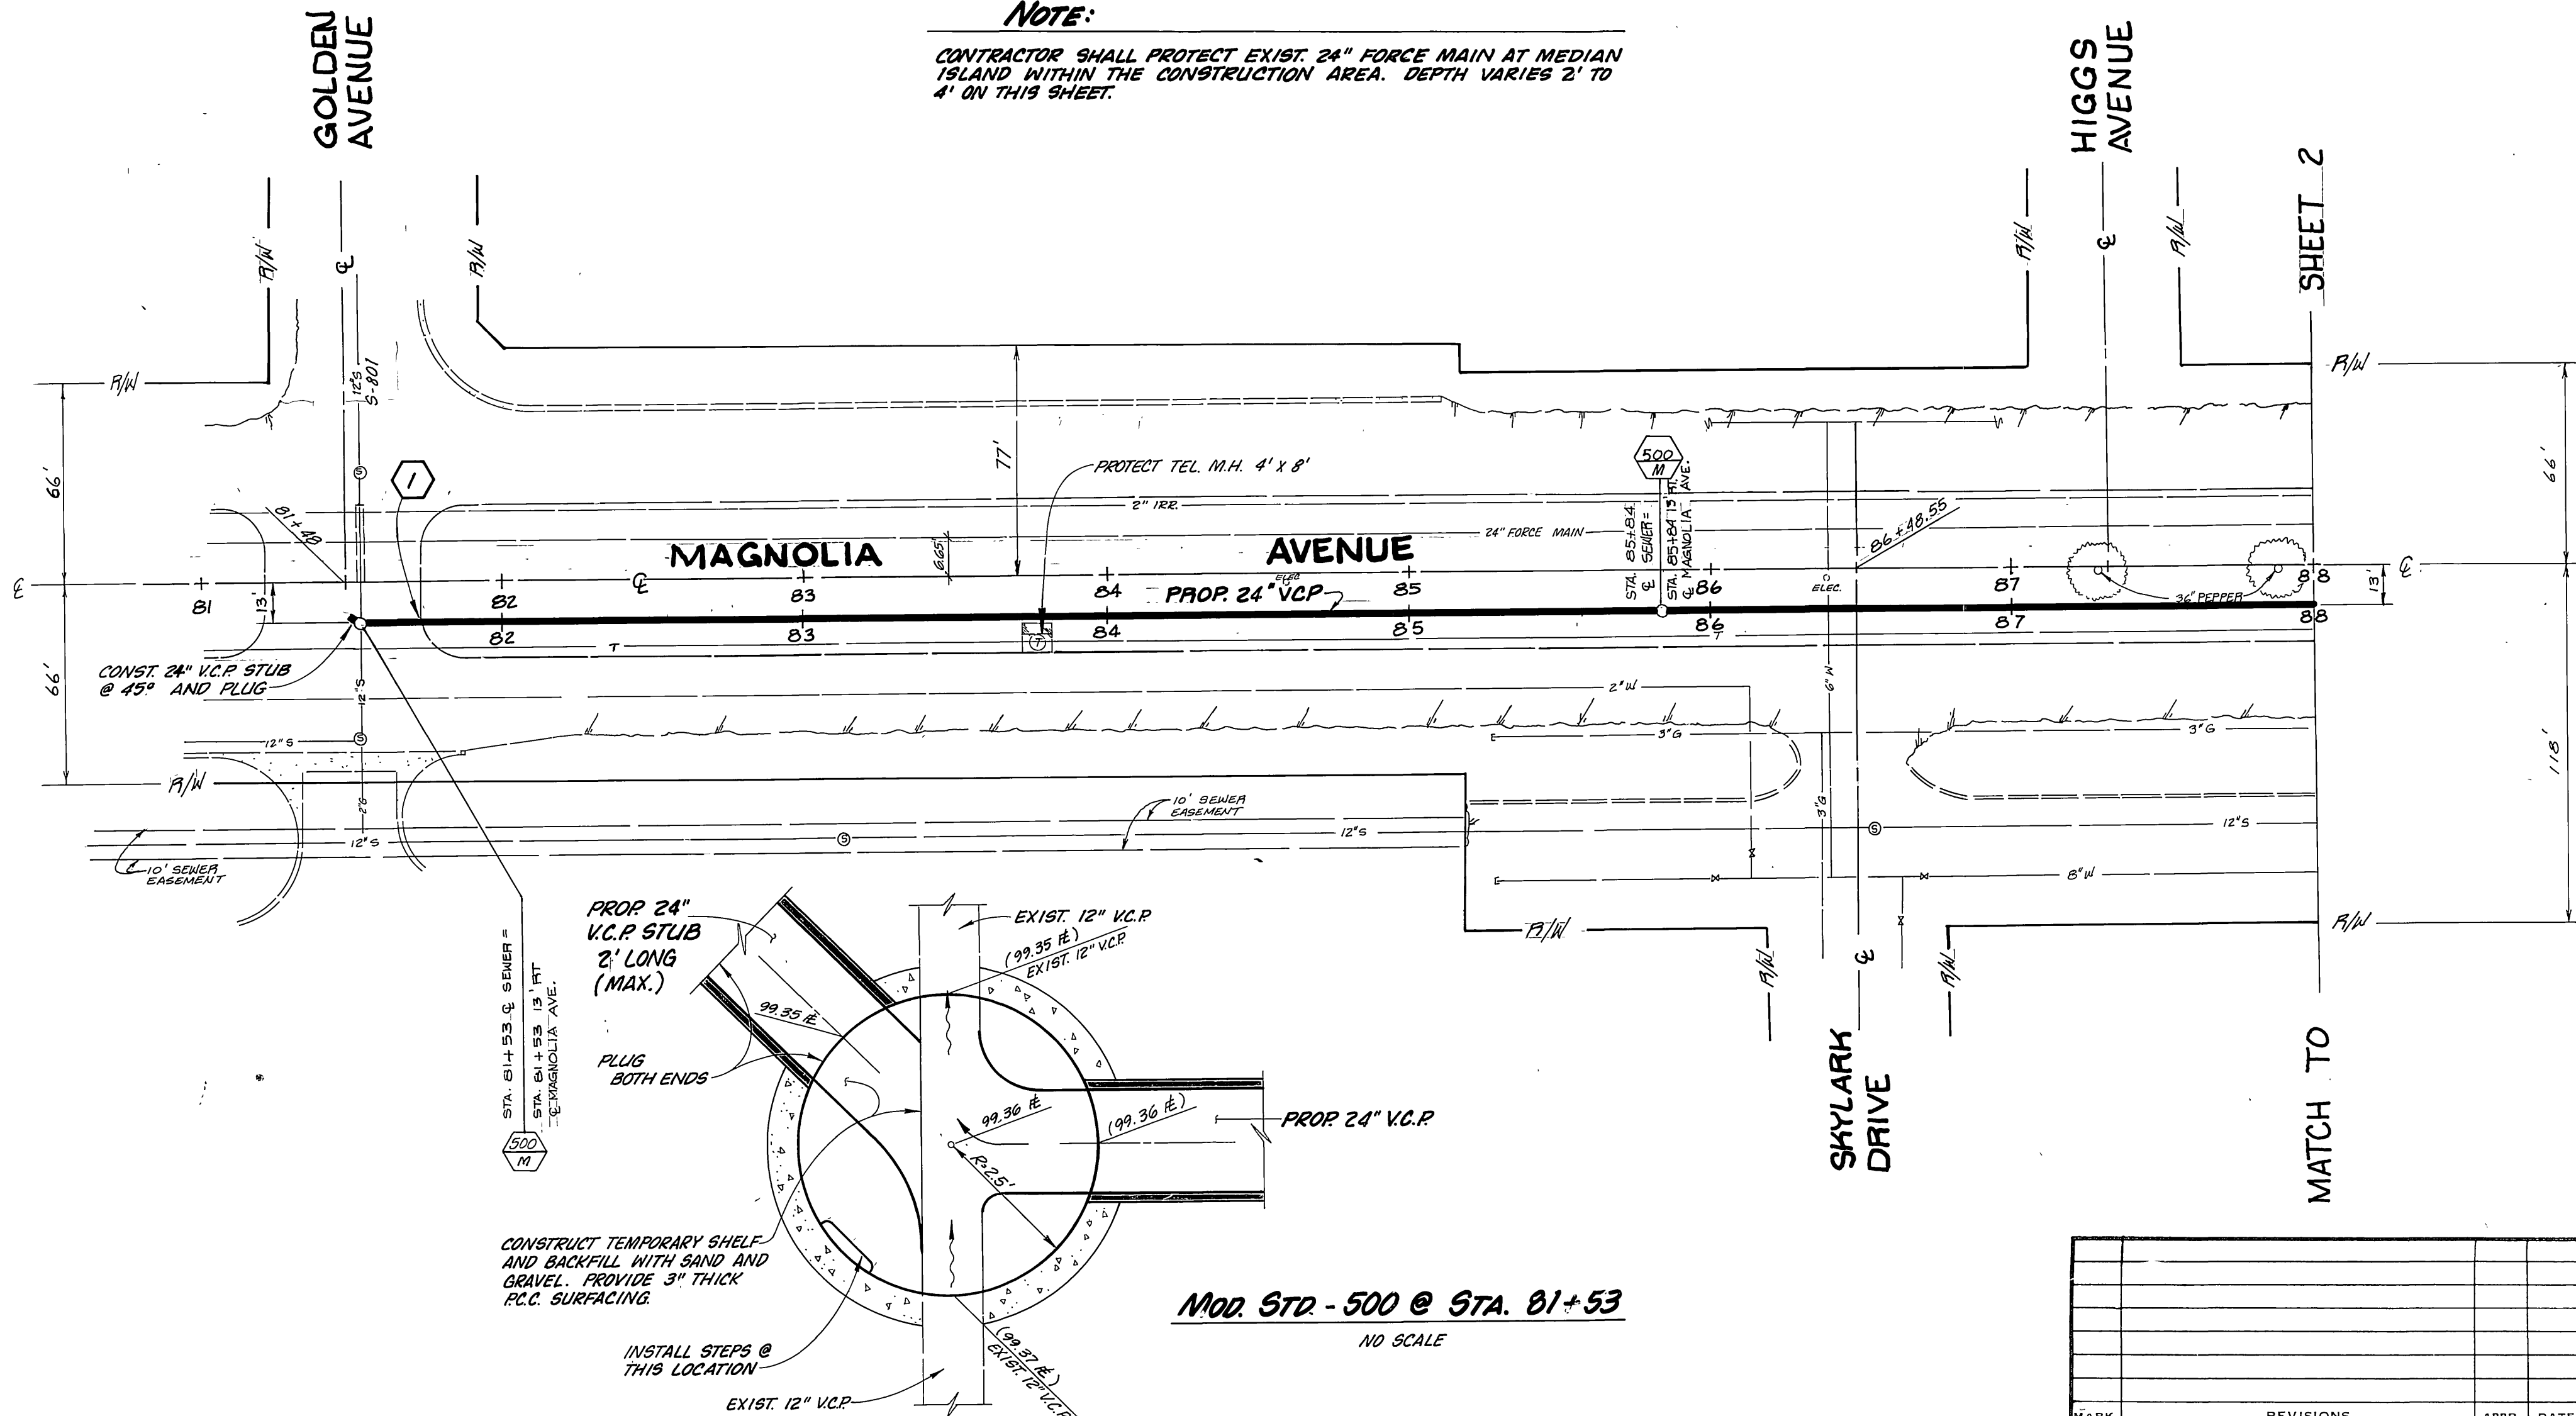 NOTE:
CONTRACTOR SHALL PROTECT EXIST. 24" FORCE MAIN AT MEDIAN
ISLAND WITHIN THE CONSTRUCTION AREA. DEPTH VARIES 2' TO
4' ON THIS SHEET.
GOLDEN
AVENUE
HIGGS
AVENUE
SHEET 2
R/W
℄
R/W
R/W
℄
R/W
R/W
12"S
S-801
R/W
66'
77'
66'
S
1
PROTECT TEL. M.H. 4' X 8'
500
M
STA. 85+84
℄ SEWER =
STA. 85+84 13' RT.
℄ MAGNOLIA AVE.
81+48
2" IRR.
24" FORCE MAIN
86+48.55
6.65'
MAGNOLIA AVENUE
℄
81
82
℄
83
84
ELEC
85
86
ELEC.
87
88
℄
13'
PROP. 24" VCP
36" PEPPER
13'
82
83
84
85
86
87
88
T
T
T
CONST. 24" V.C.P. STUB
@ 45° AND PLUG
66'
12"S
2" W
6" W
12"S
S
3"G
3"G
118'
R/W
2"G
3"G
10' SEWER
EASEMENT
12"S
S
12"S
S
12"S
10' SEWER
EASEMENT
8" W
R/W
R/W
R/W
℄
R/W
STA. 81+53 ℄ SEWER =
STA. 81+53 13' RT
℄ MAGNOLIA AVE.
500
M
PROP. 24"
V.C.P. STUB
2' LONG
(MAX.)
EXIST. 12" V.C.P.
(99.35 ℄)
EXIST. 12" V.C.P.
99.35 ℄
PLUG
BOTH ENDS
99.36 ℄
(99.36 ℄)
PROP. 24" V.C.P.
R=2.5'
SKYLARK
DRIVE
MATCH TO
CONSTRUCT TEMPORARY SHELF
AND BACKFILL WITH SAND AND
GRAVEL. PROVIDE 3" THICK
P.C.C. SURFACING.
INSTALL STEPS @
THIS LOCATION
EXIST. 12" V.C.P.
(99.37 ℄)
EXIST. 12" V.C.P.
MOD. STD. - 500 @ STA. 81+53
NO SCALE
MARK
REVISIONS
APPR.
DATE